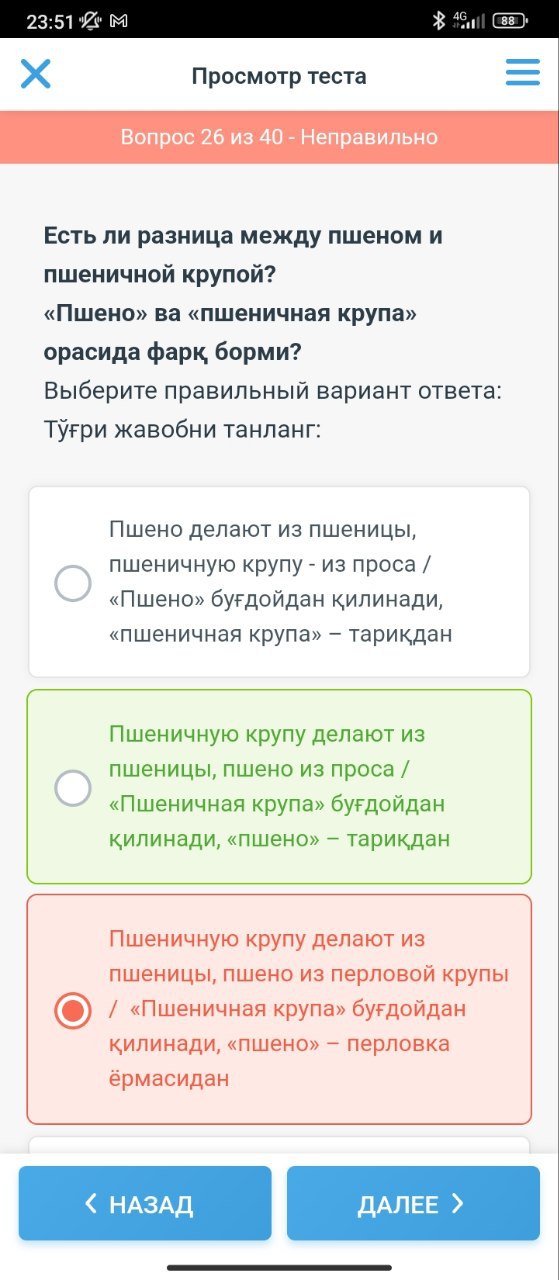 23:51
4G
88
Просмотр теста
Вопрос 26 из 40 - Неправильно
Есть ли разница между пшеном и
пшеничной крупой?
«Пшено» ва «пшеничная крупа»
орасида фарқ борми?
Выберите правильный вариант ответа:
Тўғри жавобни танланг:
Пшено делают из пшеницы,
пшеничную крупу - из проса /
«Пшено» буғдойдан қилинади,
«пшеничная крупа» – тариқдан
Пшеничную крупу делают из
пшеницы, пшено из проса /
«Пшеничная крупа» буғдойдан
қилинади, «пшено» – тариқдан
Пшеничную крупу делают из
пшеницы, пшено из перловой крупы
/ «Пшеничная крупа» буғдойдан
қилинади, «пшено» – перловка
ёрмасидан
НАЗАД
ДАЛЕЕ